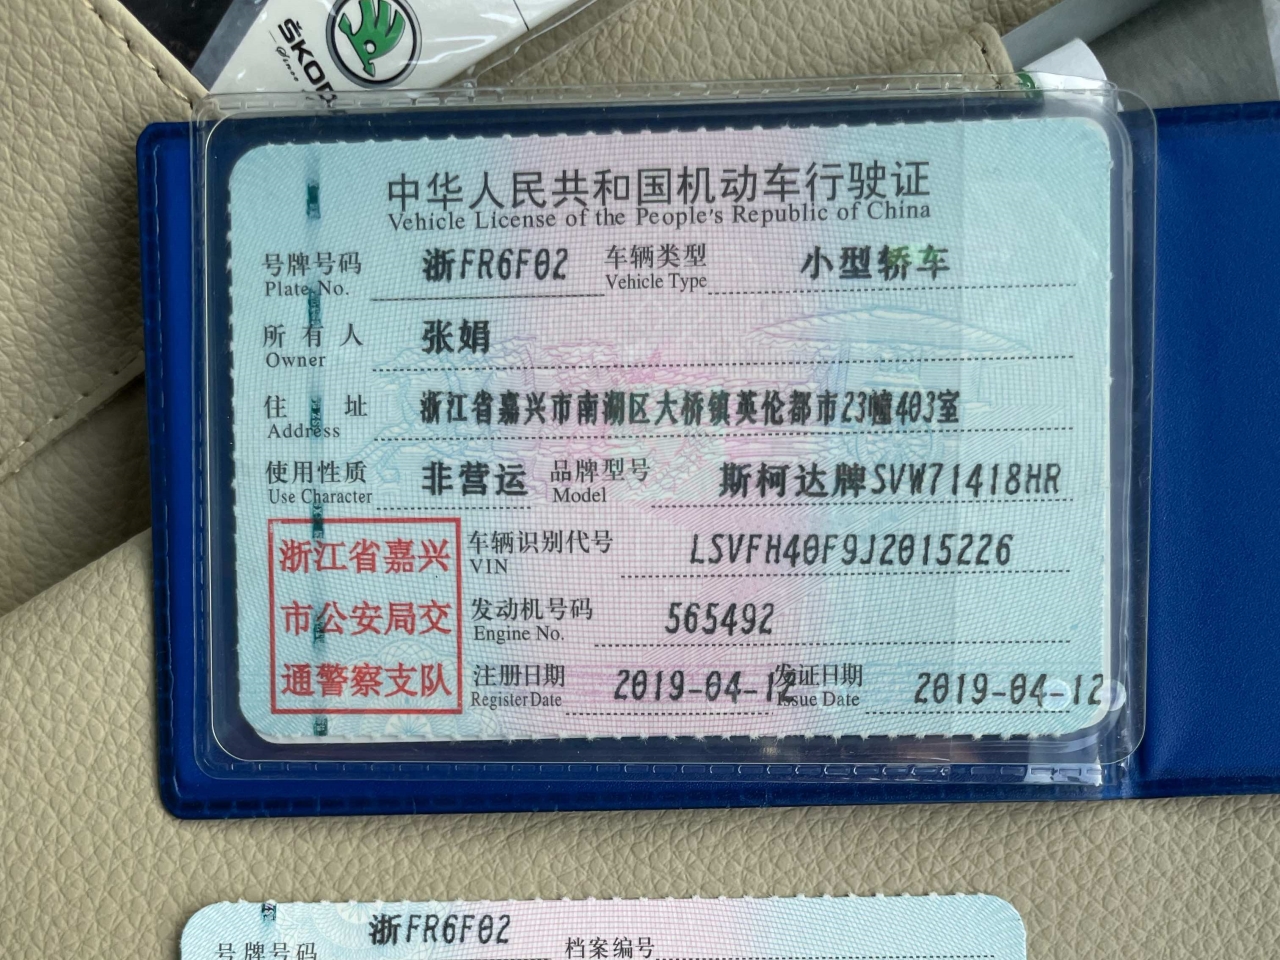 ŠKODA
中华人民共和国机动车行驶证
Vehicle License of the People's Republic of China
号牌号码 浙FR6F02 车辆类型 小型轿车
Plate No. Vehicle Type
所有人 张娟
Owner
住址 浙江省嘉兴市南湖区大桥镇英伦都市23幢403室
Address
使用性质 非营运 品牌型号 斯柯达牌SVW71418HR
Use Character Model
浙江省嘉兴
市公安局交
通警察支队
车辆识别代号 LSVFH40F9J2015226
VIN
发动机号码 565492
Engine No.
注册日期 2019-04-12 发证日期 2019-04-12
Register Date Issue Date
浙FR6F02
号牌号码 档案编号